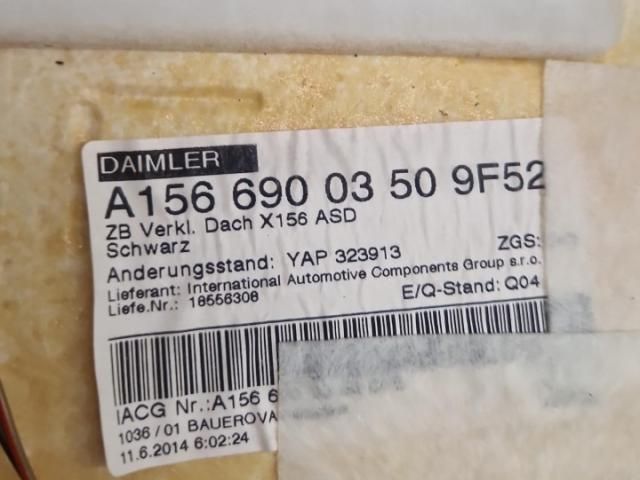 DAIMLER
A156 690 03 50 9F52
ZB Verkl. Dach X156 ASD
Schwarz
Anderungsstand: YAP 323913 ZGS:
Lieferant: International Automotive Components Group s.r.o.
Liefe.Nr.: 18556308 E/Q-Stand: Q04
IACG Nr.:A156 6
1036 / 01 BAUEROVA
11.6.2014 6:02:24